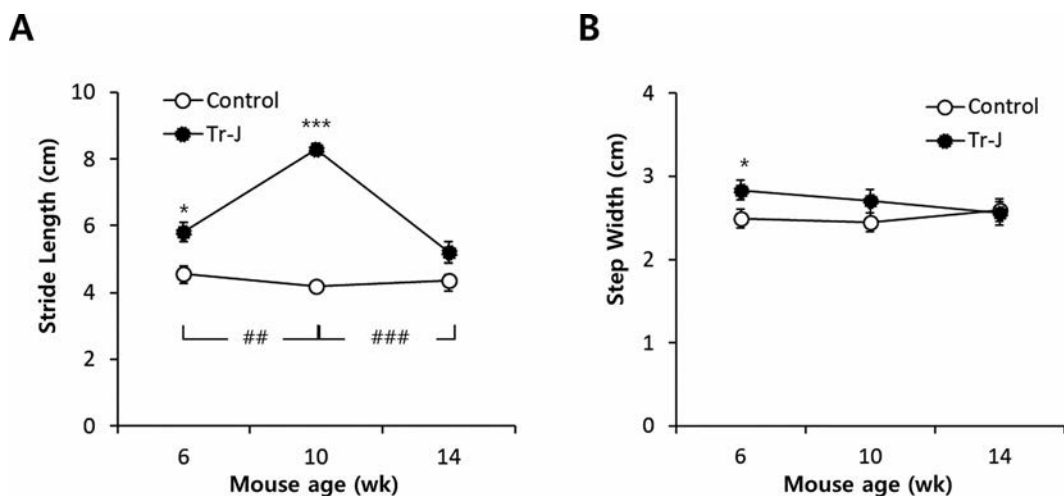 A
Stride Length (cm)
10
8
6
4
2
0
Control
Tr-J
*
***
##
###
6 10 14
Mouse age (wk)
B
Step Width (cm)
4
3
2
1
0
Control
Tr-J
*
6 10 14
Mouse age (wk)